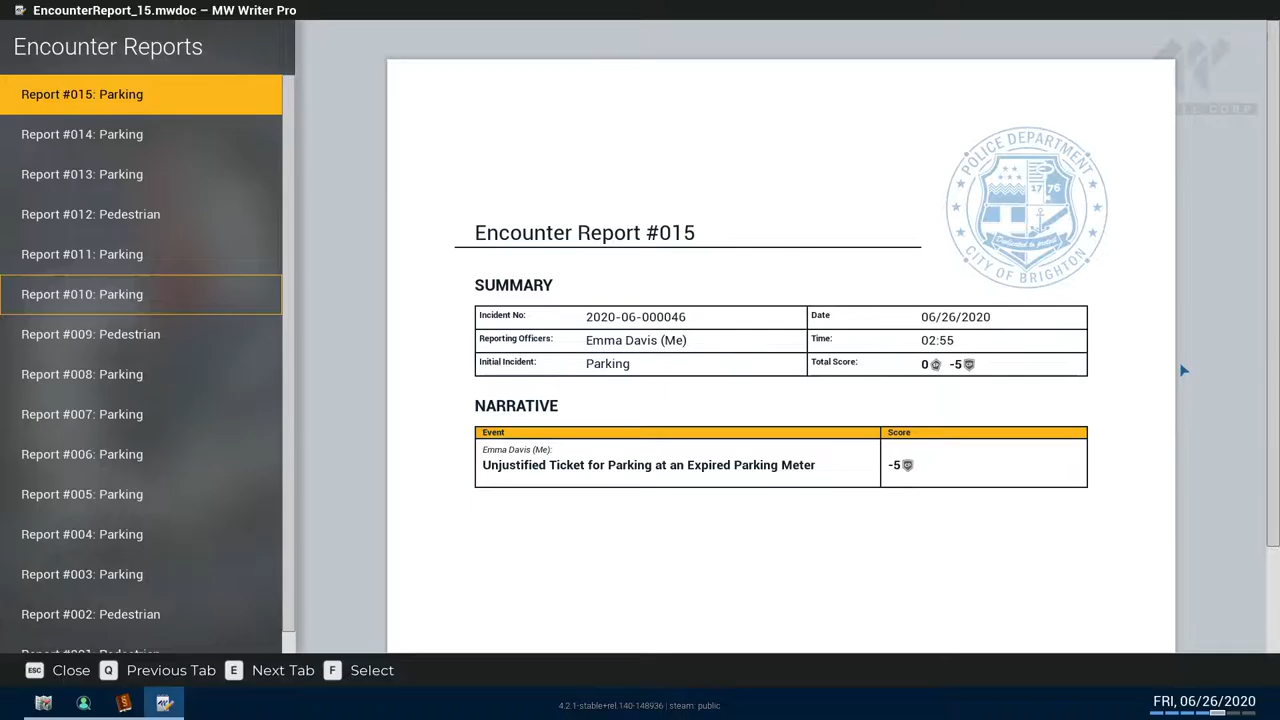 EncounterReport_15.mwdoc – MW Writer Pro
Encounter Reports
Report #015: Parking
Report #014: Parking
Report #013: Parking
Report #012: Pedestrian
Report #011: Parking
Report #010: Parking
Report #009: Pedestrian
Report #008: Parking
Report #007: Parking
Report #006: Parking
Report #005: Parking
Report #004: Parking
Report #003: Parking
Report #002: Pedestrian
CORP
POLICE DEPARTMENT
17 76
Dedicated to protect
CITY OF BRIGHTON
Encounter Report #015
SUMMARY
Incident No: 2020-06-000046 Date 06/26/2020
Reporting Officers: Emma Davis (Me) Time: 02:55
Initial Incident: Parking Total Score: 0 -5
NARRATIVE
Event Score
Emma Davis (Me):
Unjustified Ticket for Parking at an Expired Parking Meter -5
ESC Close Q Previous Tab E Next Tab F Select
4.2.1-stable+rel.140-148936 | steam: public
FRI, 06/26/2020